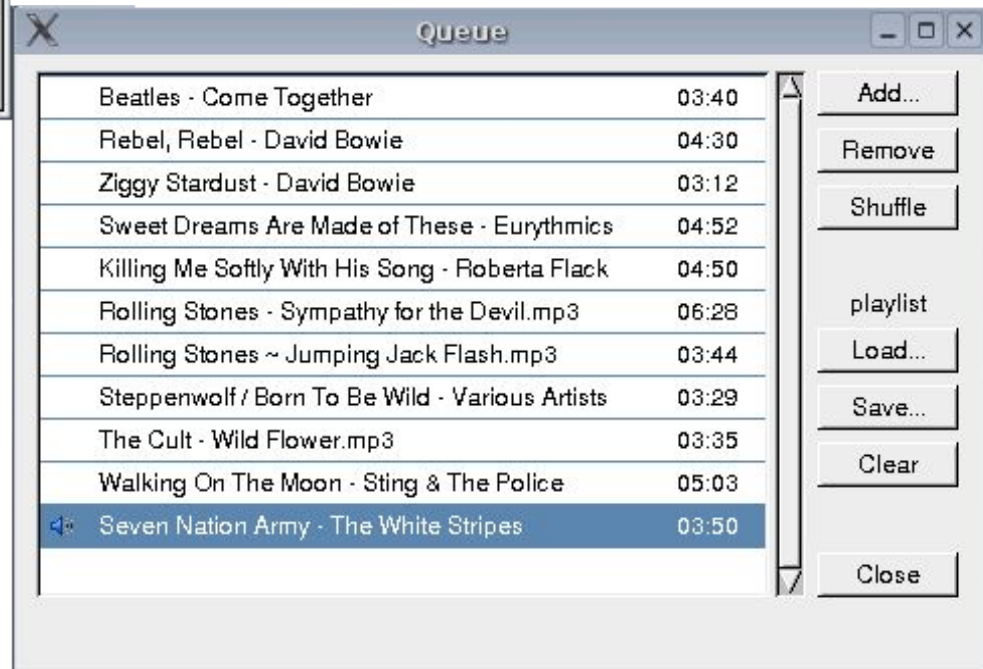 Queue
Beatles - Come Together 03:40
Rebel, Rebel - David Bowie 04:30
Ziggy Stardust - David Bowie 03:12
Sweet Dreams Are Made of These - Eurythmics 04:52
Killing Me Softly With His Song - Roberta Flack 04:50
Rolling Stones - Sympathy for the Devil.mp3 06:28
Rolling Stones ~ Jumping Jack Flash.mp3 03:44
Steppenwolf / Born To Be Wild - Various Artists 03:29
The Cult - Wild Flower.mp3 03:35
Walking On The Moon - Sting & The Police 05:03
Seven Nation Army - The White Stripes 03:50
Add...
Remove
Shuffle
playlist
Load...
Save...
Clear
Close